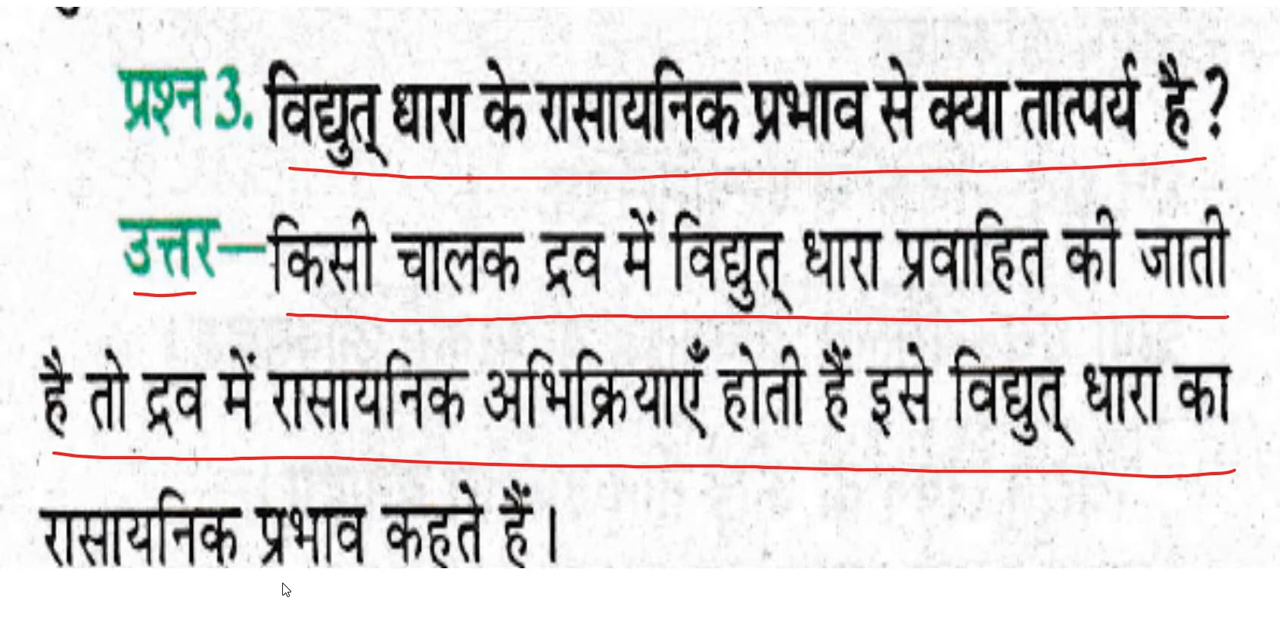 प्रश्न 3. विद्युत् धारा के रासायनिक प्रभाव से क्या तात्पर्य है?
उत्तर—किसी चालक द्रव में विद्युत् धारा प्रवाहित की जाती
है तो द्रव में रासायनिक अभिक्रियाएँ होती हैं इसे विद्युत् धारा का
रासायनिक प्रभाव कहते हैं।